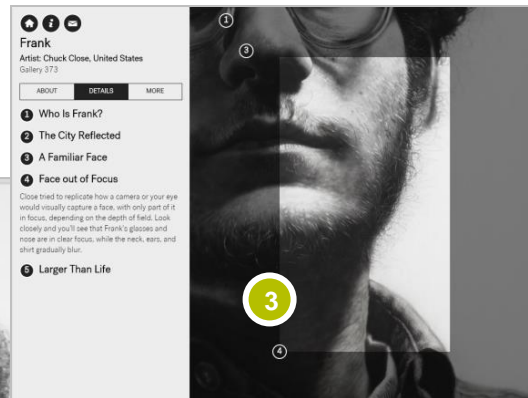 i
Frank
Artist: Chuck Close, United States
Gallery 373
ABOUT DETAILS MORE
1 Who Is Frank?
2 The City Reflected
3 A Familiar Face
4 Face out of Focus
Close tried to replicate how a camera or your eye
would visually capture a face, with only part of it
in focus, depending on the depth of field. Look
closely and you'll see that Frank's glasses and
nose are in clear focus, while the neck, ears, and
shirt gradually blur.
5 Larger Than Life
1
3
3
4